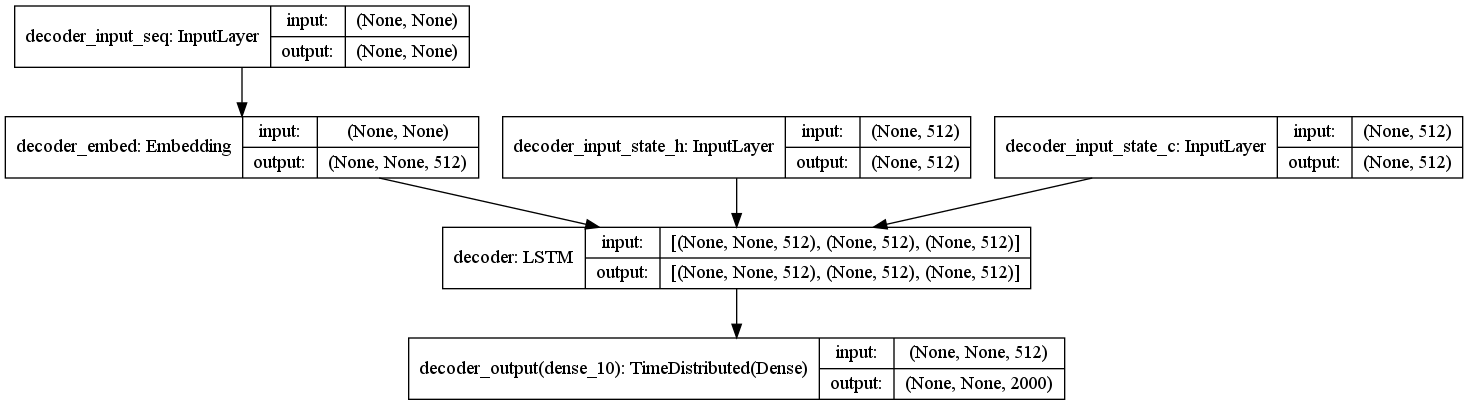 decoder_input_seq: InputLayer
input: (None, None)
output: (None, None)
decoder_embed: Embedding
input: (None, None)
output: (None, None, 512)
decoder_input_state_h: InputLayer
input: (None, 512)
output: (None, 512)
decoder_input_state_c: InputLayer
input: (None, 512)
output: (None, 512)
decoder: LSTM
input: [(None, None, 512), (None, 512), (None, 512)]
output: [(None, None, 512), (None, 512), (None, 512)]
decoder_output(dense_10): TimeDistributed(Dense)
input: (None, None, 512)
output: (None, None, 2000)